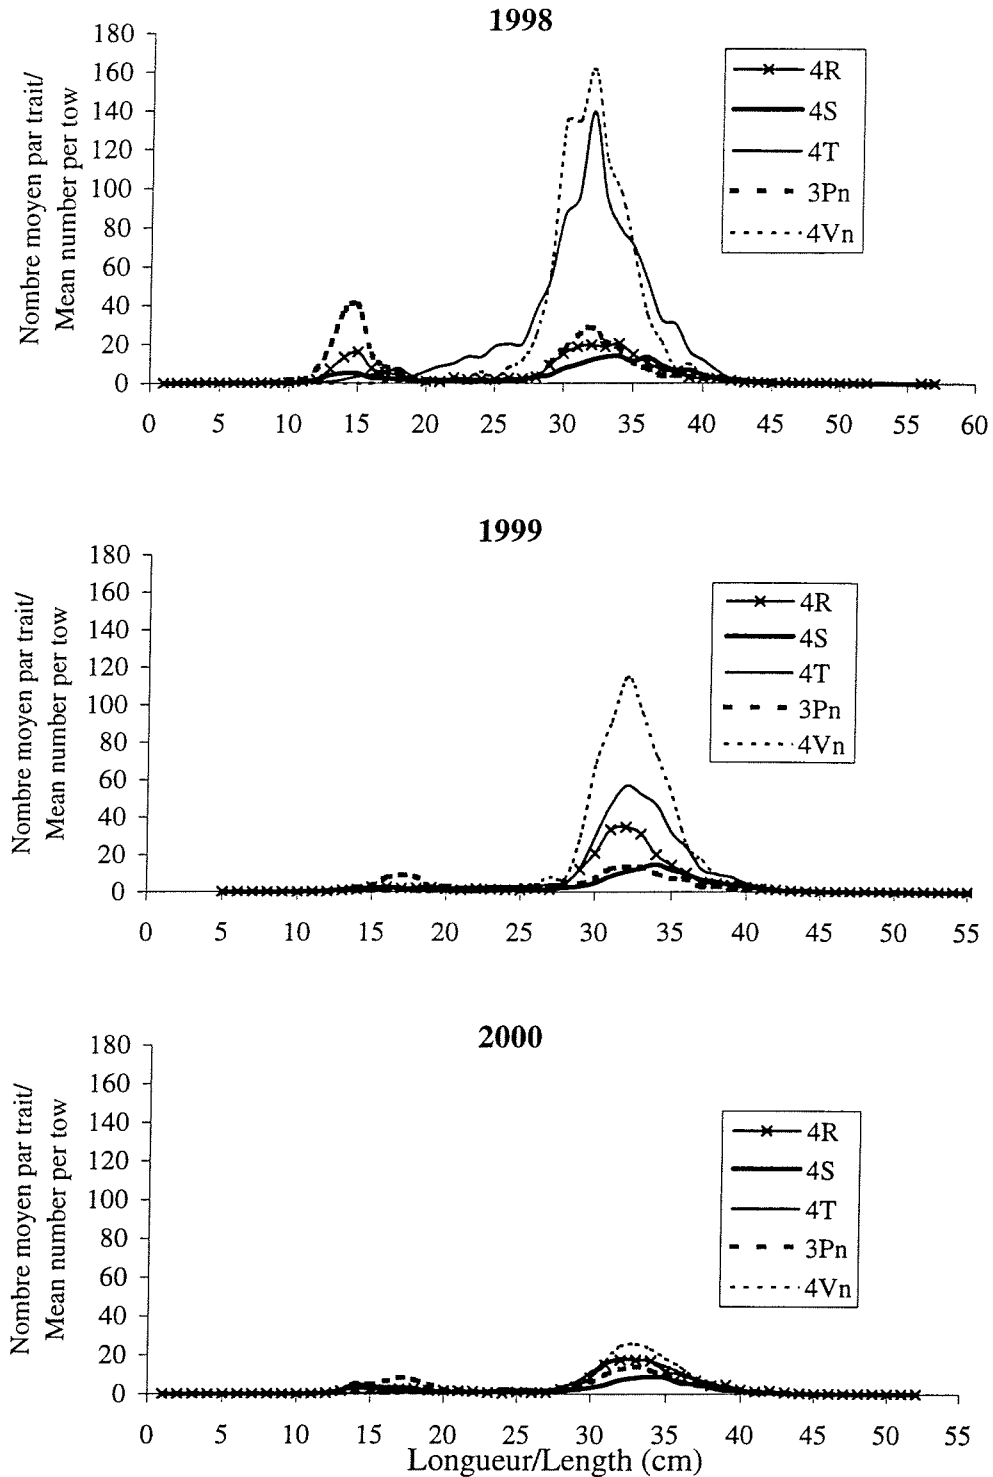 1998
Nombre moyen par trait/
Mean number per tow
180
160
140
120
100
80
60
40
20
0
0 5 10 15 20 25 30 35 40 45 50 55 60
4R
4S
4T
3Pn
4Vn
1999
Nombre moyen par trait/
Mean number per tow
180
160
140
120
100
80
60
40
20
0
0 5 10 15 20 25 30 35 40 45 50 55
4R
4S
4T
3Pn
4Vn
2000
Nombre moyen par trait/
Mean number per tow
180
160
140
120
100
80
60
40
20
0
0 5 10 15 20 25 30 35 40 45 50 55
4R
4S
4T
3Pn
4Vn
Longueur/Length (cm)